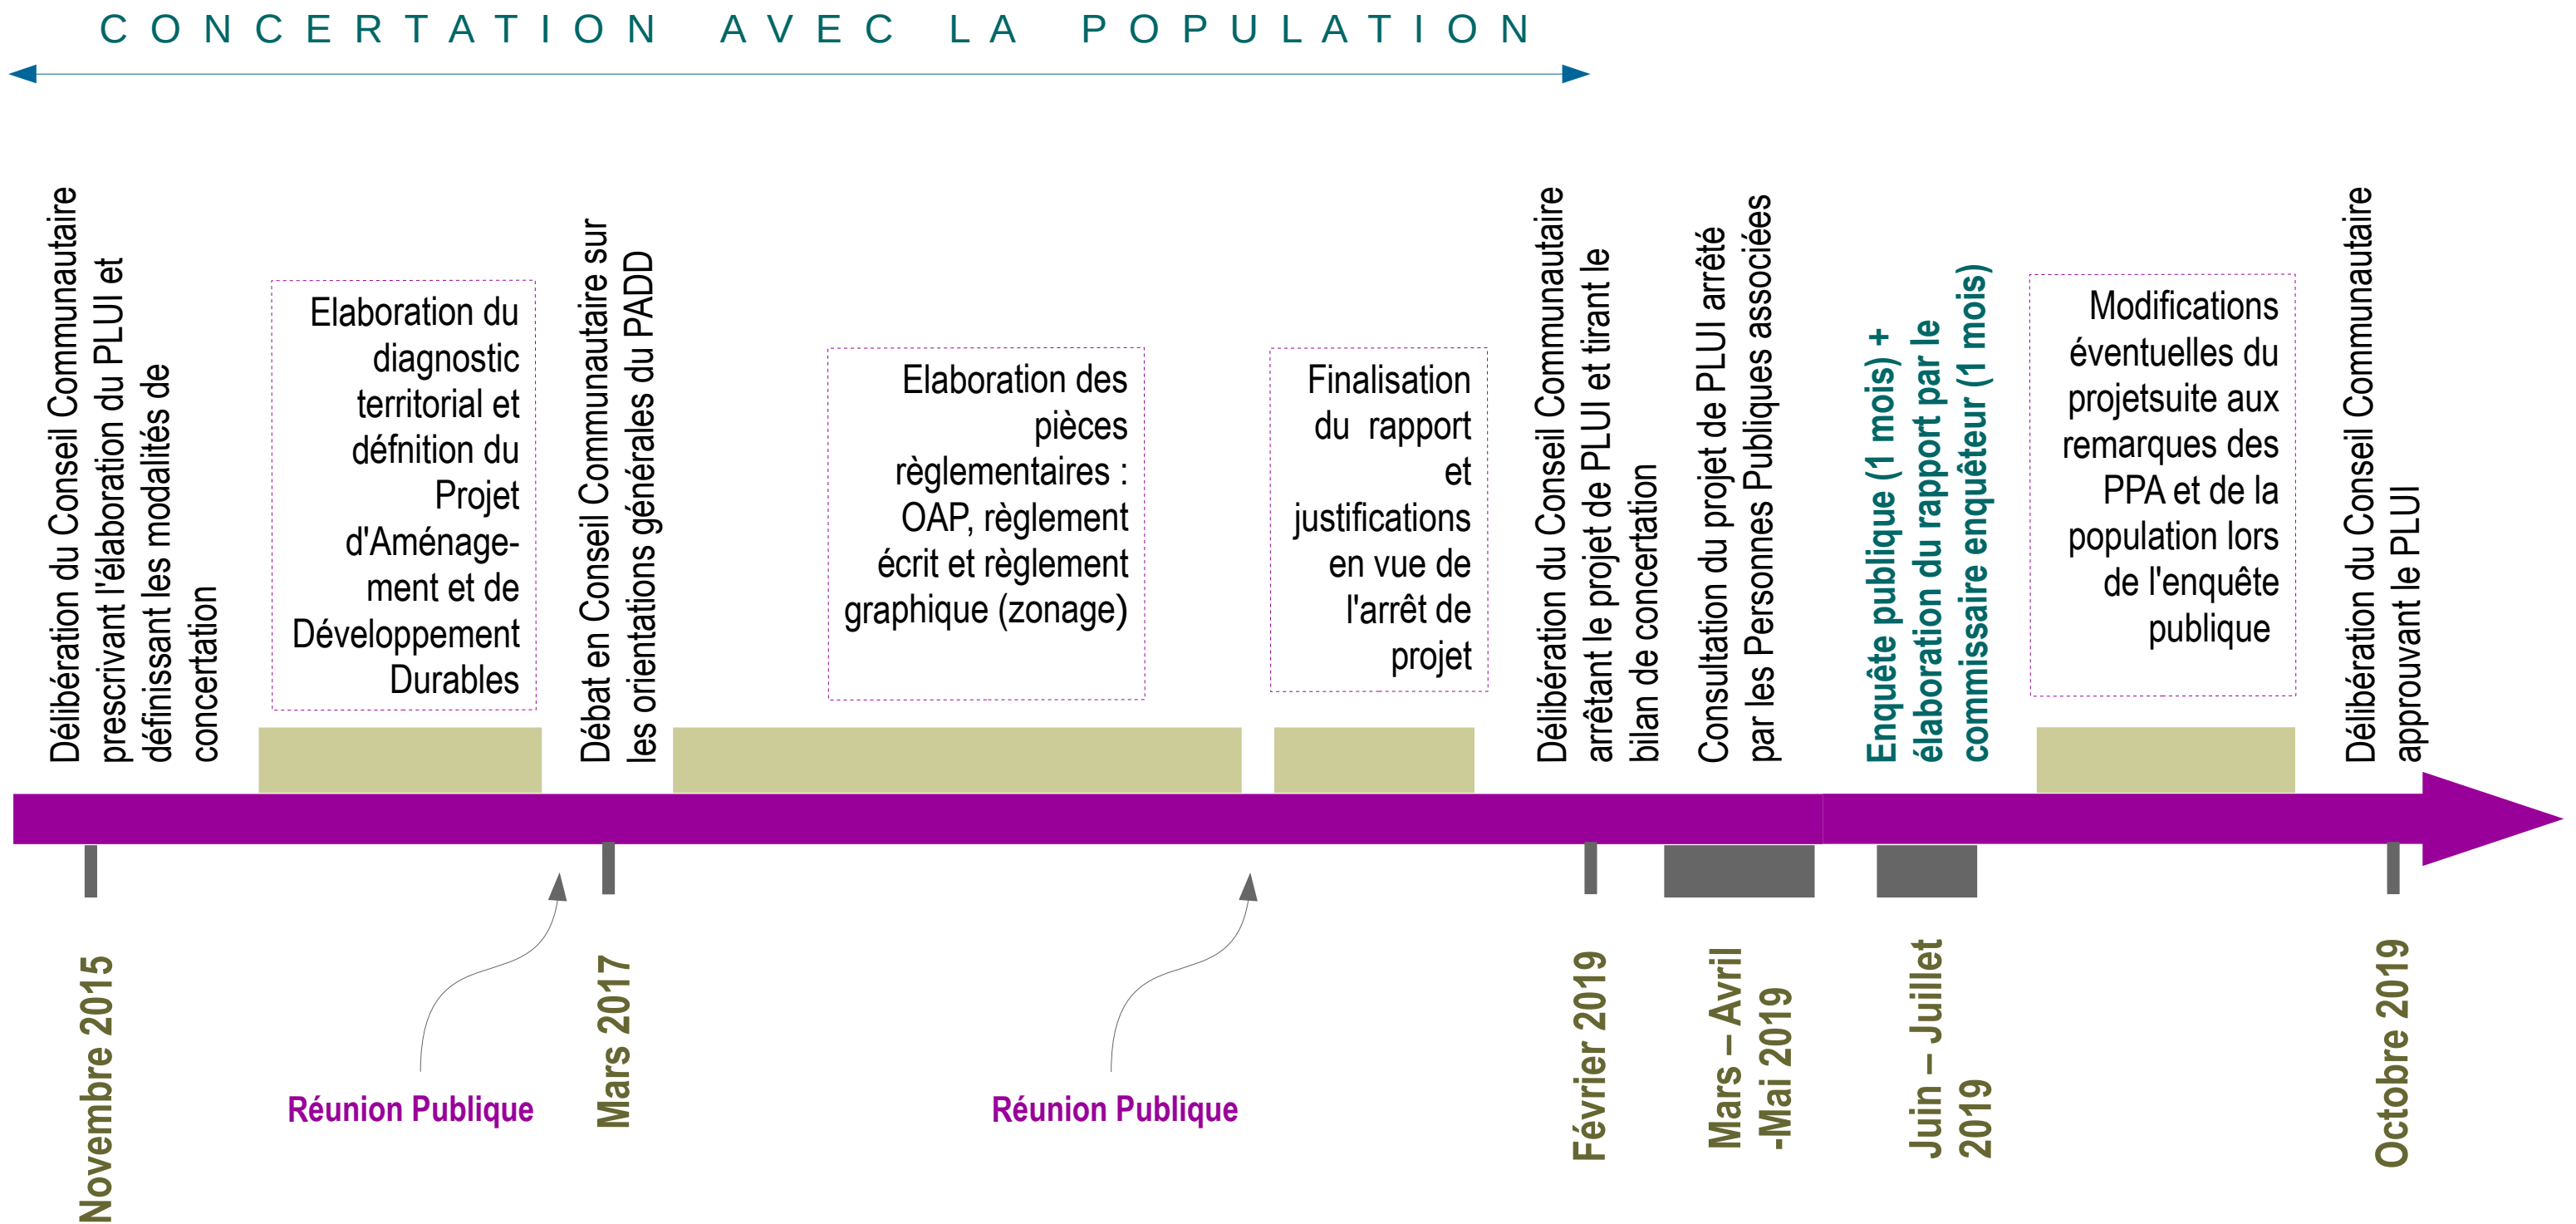 CONCERTATION AVEC LA POPULATION
Délibération du Conseil Communautaire
prescrivant l'élaboration du PLUI et
définissant les modalités de
concertation
Elaboration du
diagnostic
territorial et
défnition du
Projet
d'Aménage-
ment et de
Développement
Durables
Débat en Conseil Communautaire sur
les orientations générales du PADD
Elaboration des
pièces
règlementaires :
OAP, règlement
écrit et règlement
graphique (zonage)
Finalisation
du rapport
et
justifications
en vue de
l'arrêt de
projet
Délibération du Conseil Communautaire
arrêtant le projet de PLUI et tirant le
bilan de concertation
Consultation du projet de PLUI arrêté
par les Personnes Publiques associées
Enquête publique (1 mois) +
élaboration du rapport par le
commissaire enquêteur (1 mois)
Modifications
éventuelles du
projetsuite aux
remarques des
PPA et de la
population lors
de l'enquête
publique
Délibération du Conseil Communautaire
approuvant le PLUI
Novembre 2015
Réunion Publique
Mars 2017
Réunion Publique
Février 2019
Mars – Avril
-Mai 2019
Juin – Juillet
2019
Octobre 2019